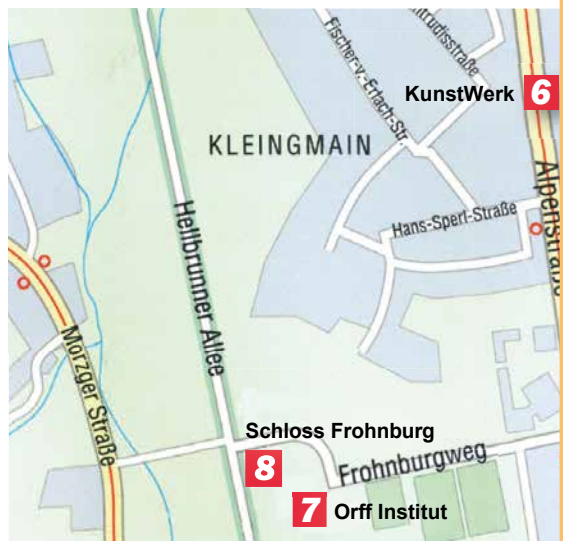 ntrudisstraße
Fischer-v.-Erlach-Str.
KunstWerk 6
KLEINGMAIN
Alpenstraße
Hans-Sperl-Straße
Hellbrunner Allee
Morzger Straße
Schloss Frohnburg
8
Frohnburgweg
7 Orff Institut